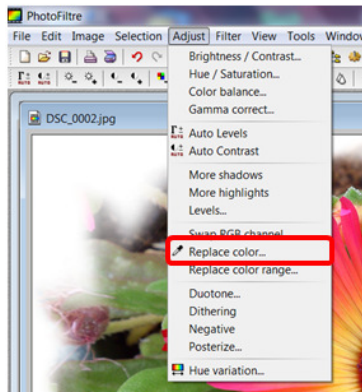 PhotoFiltre
File Edit Image Selection Adjust Filter View Tools Window
DSC_0002.jpg
Brightness / Contrast...
Hue / Saturation...
Color balance...
Gamma correct...
Auto Levels
Auto Contrast
More shadows
More highlights
Levels...
Swap RGB channel
Replace color...
Replace color range...
Duotone...
Dithering
Negative
Posterize...
Hue variation...